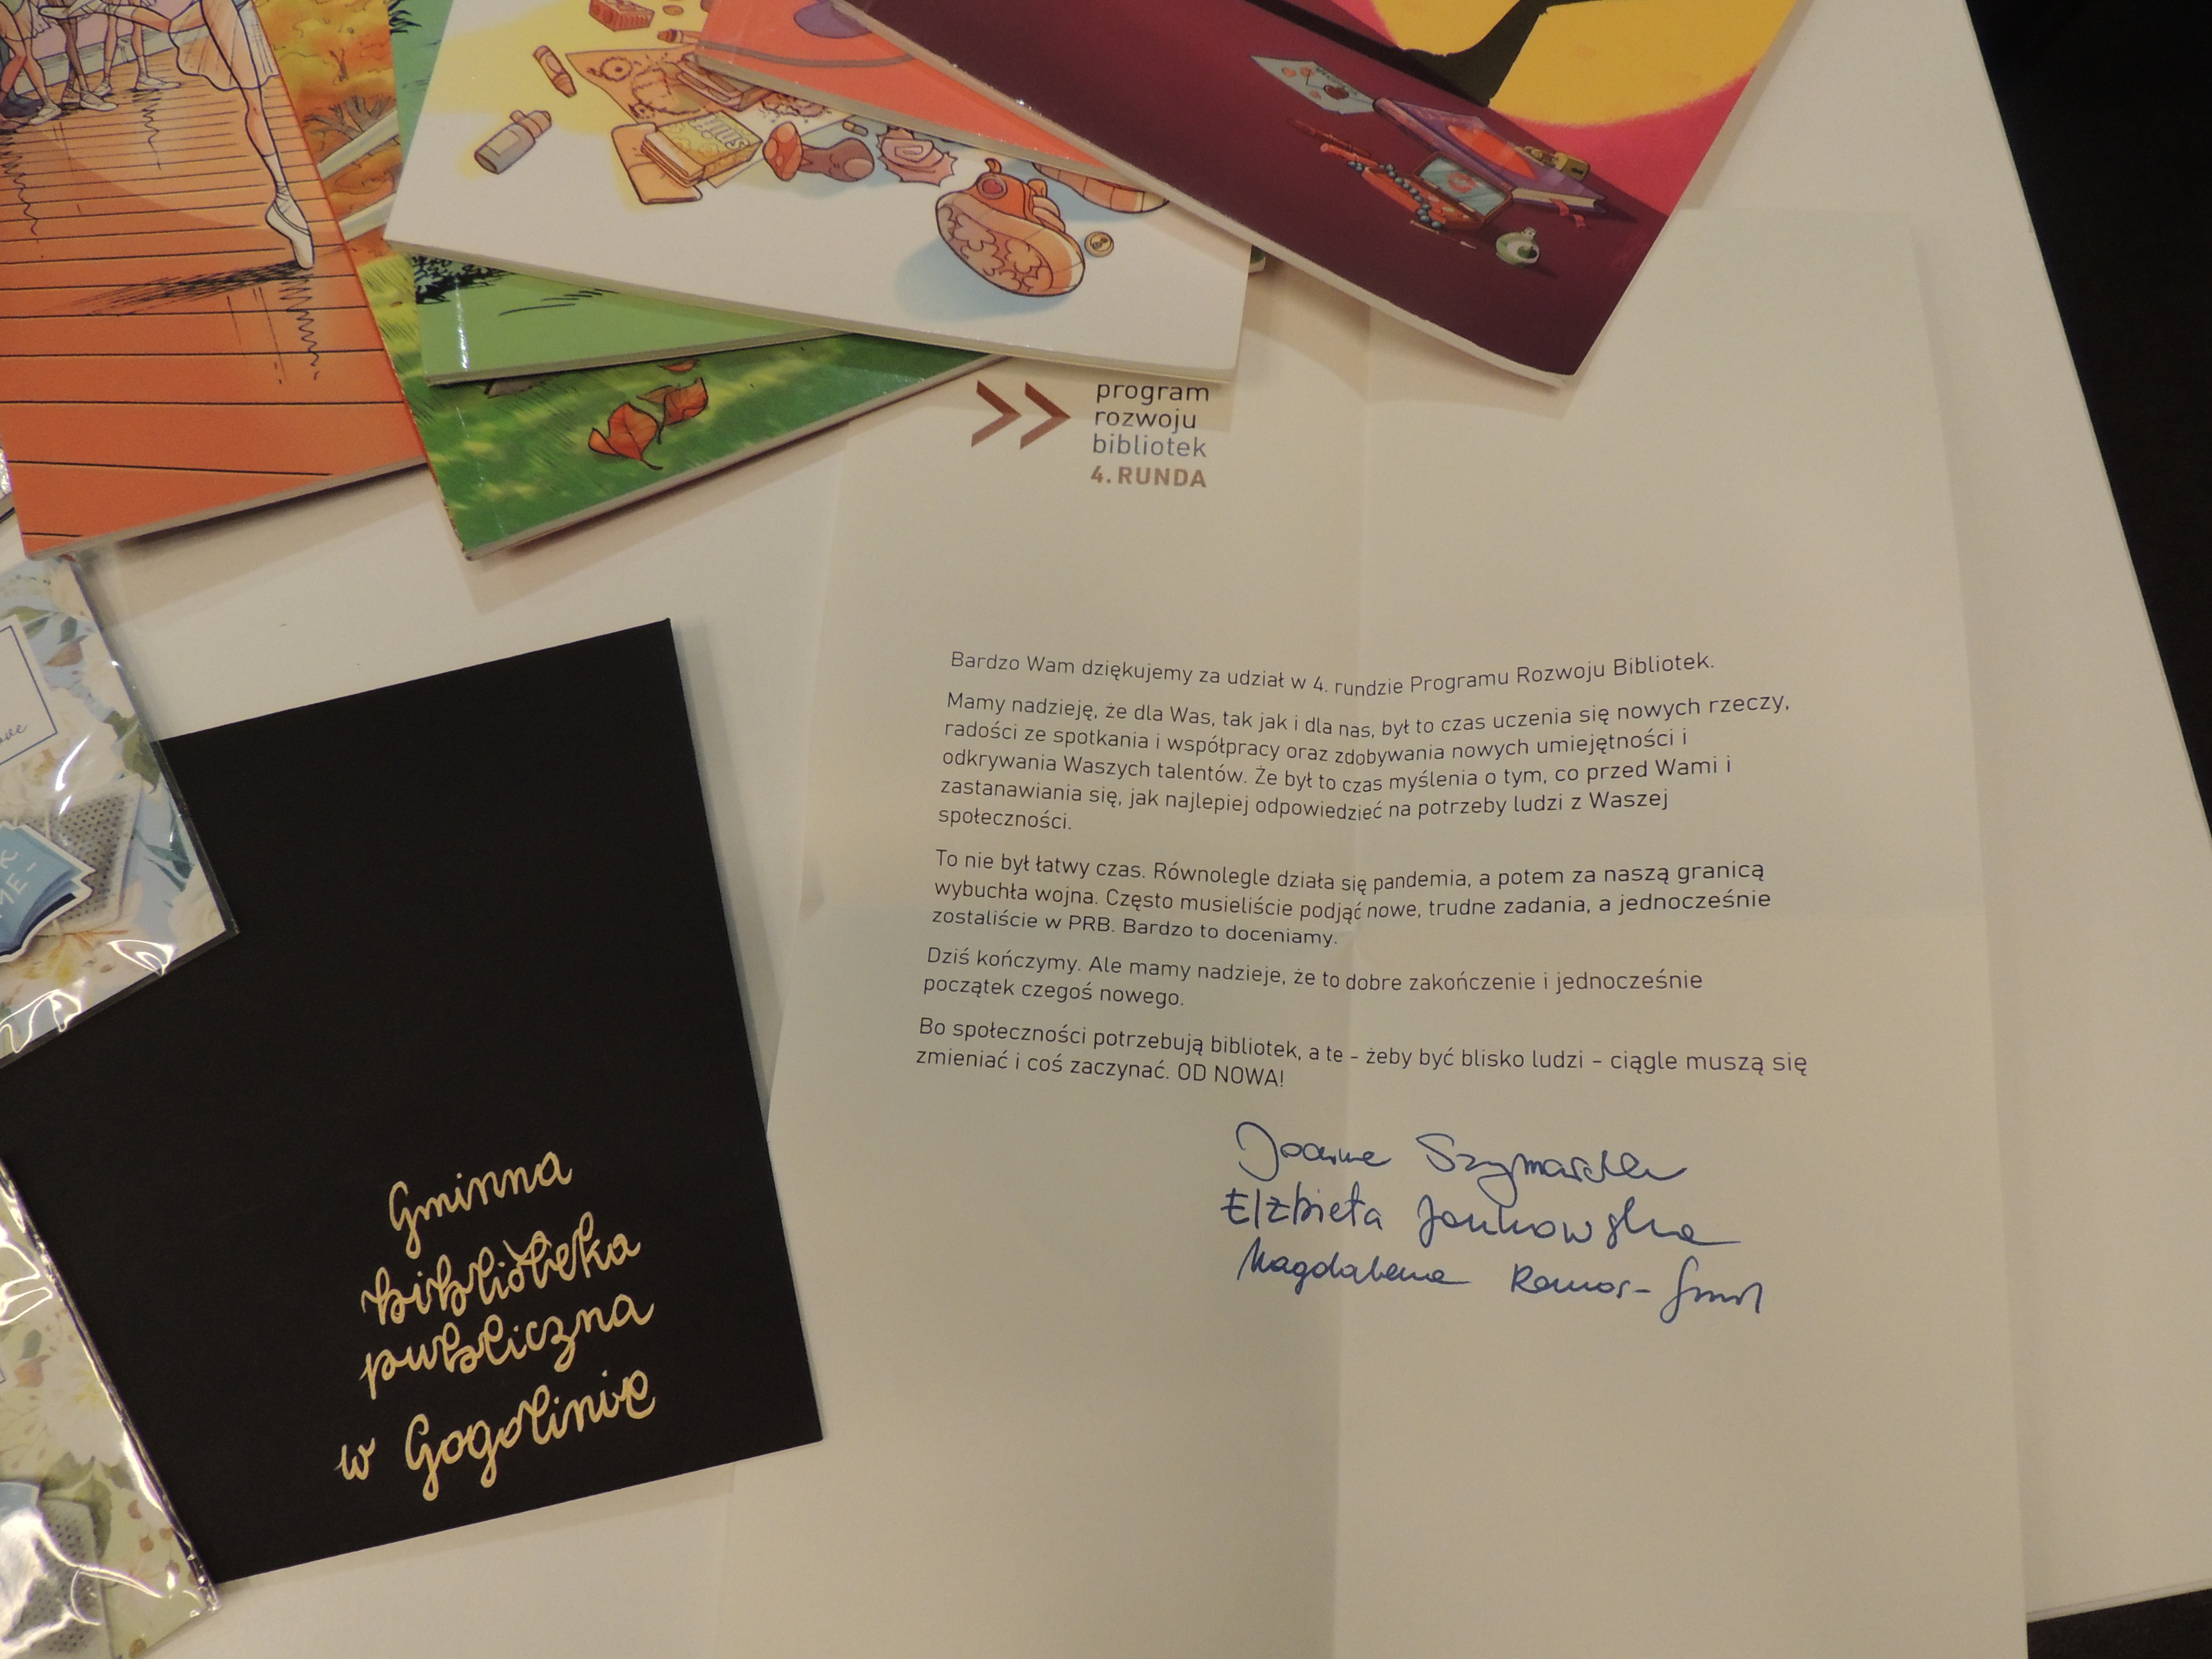 program
rozwoju
bibliotek
4. RUNDA
Bardzo Wam dziękujemy za udział w 4. rundzie Programu Rozwoju Bibliotek.
Mamy nadzieję, że dla Was, tak jak i dla nas, był to czas uczenia się nowych rzeczy,
radości ze spotkania i współpracy oraz zdobywania nowych umiejętności i
odkrywania Waszych talentów. Że był to czas myślenia o tym, co przed Wami i
zastanawiania się, jak najlepiej odpowiedzieć na potrzeby ludzi z Waszej
społeczności.
To nie był łatwy czas. Równolegle działa się pandemia, a potem za naszą granicą
wybuchła wojna. Często musieliście podjąć nowe, trudne zadania, a jednocześnie
zostaliście w PRB. Bardzo to doceniamy.
Dziś kończymy. Ale mamy nadzieje, że to dobre zakończenie i jednocześnie
początek czegoś nowego.
Bo społeczności potrzebują bibliotek, a te - żeby być blisko ludzi - ciągle muszą się
zmieniać i coś zaczynać. OD NOWA!
Elżbieta Jankowska
Magdalena
Gminna
biblioteka
publiczna
w Gogolinie